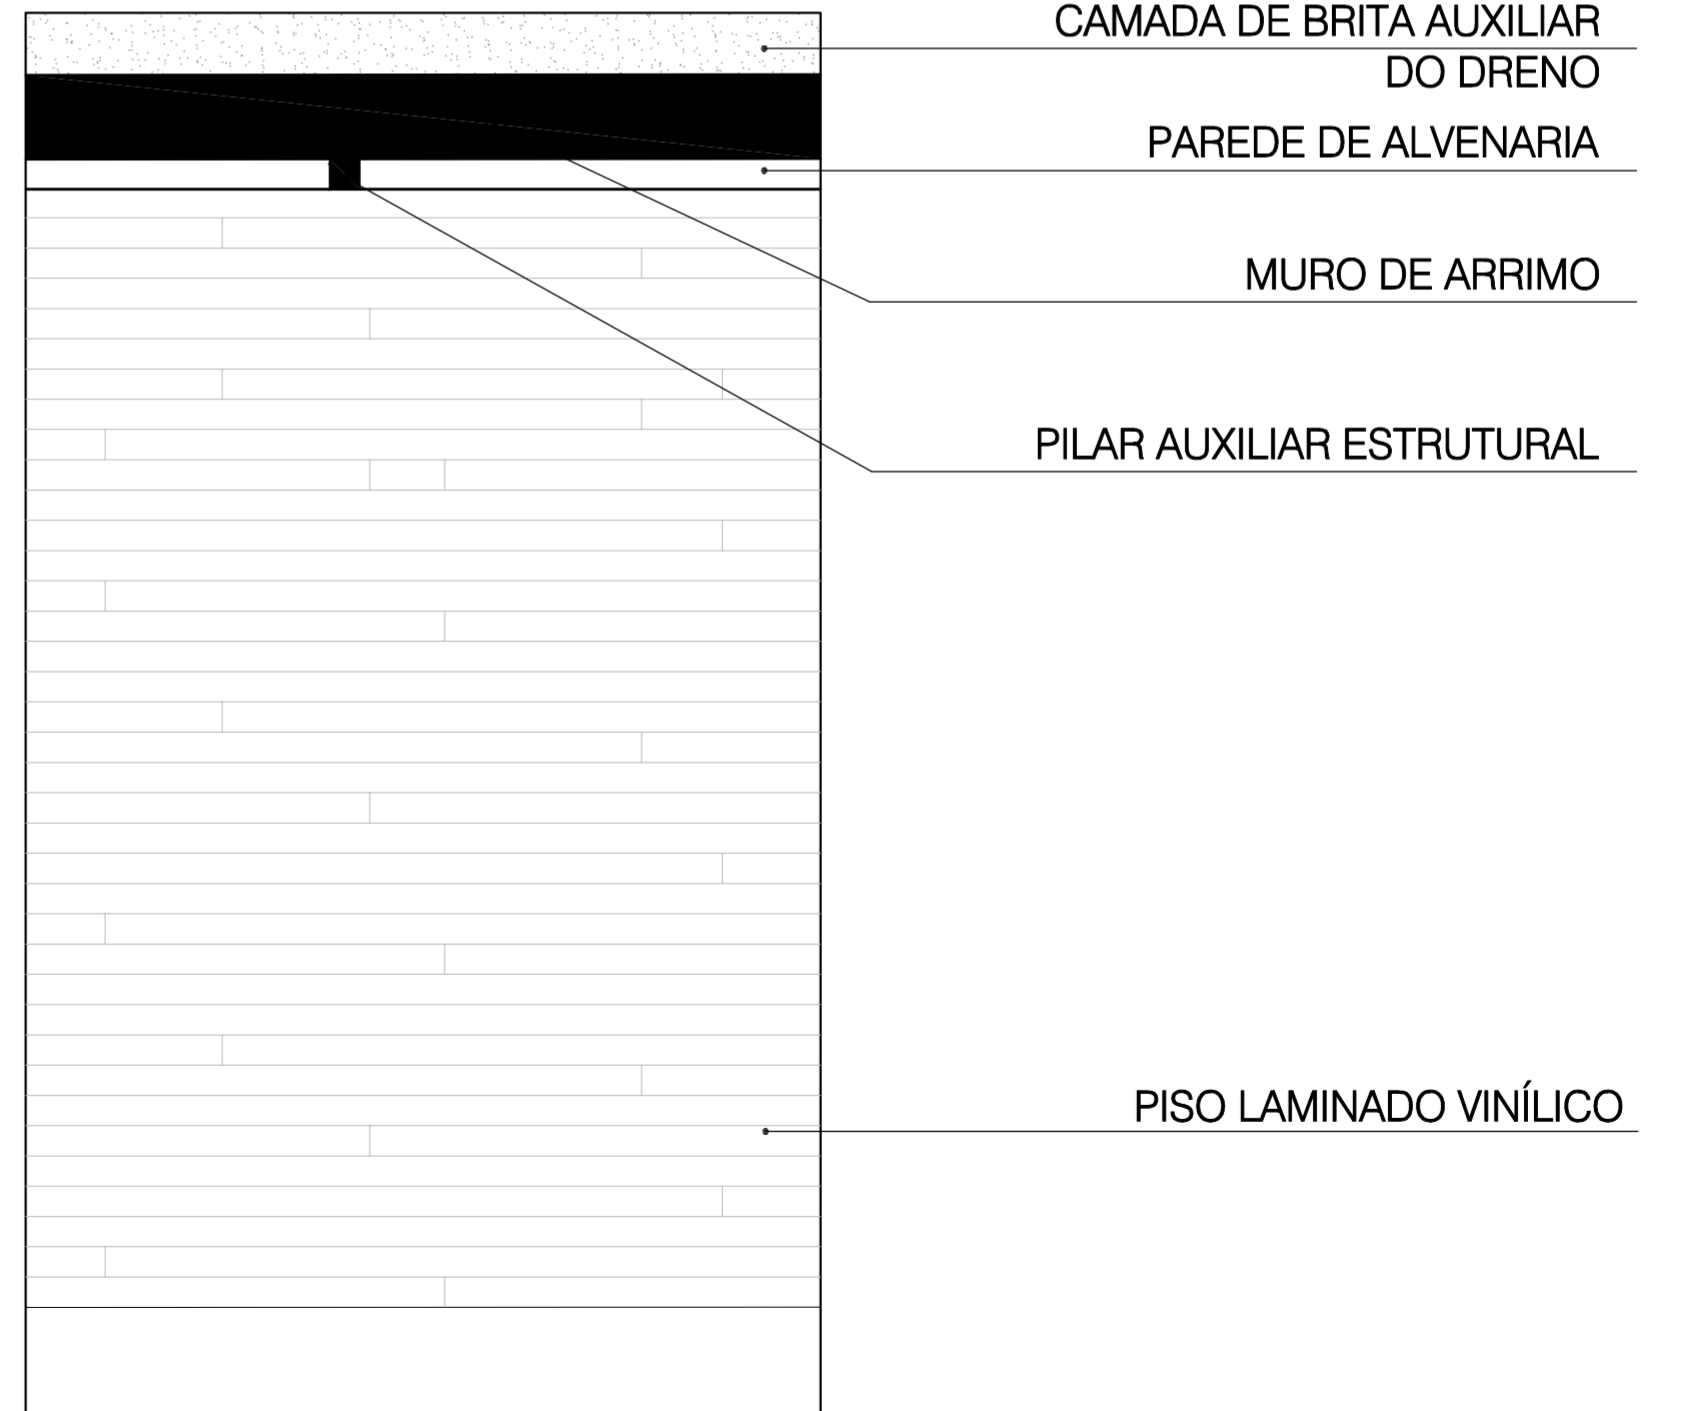 CAMADA DE BRITA AUXILIAR
DO DRENO
PAREDE DE ALVENARIA
MURO DE ARRIMO
PILAR AUXILIAR ESTRUTURAL
PISO LAMINADO VINÍLICO